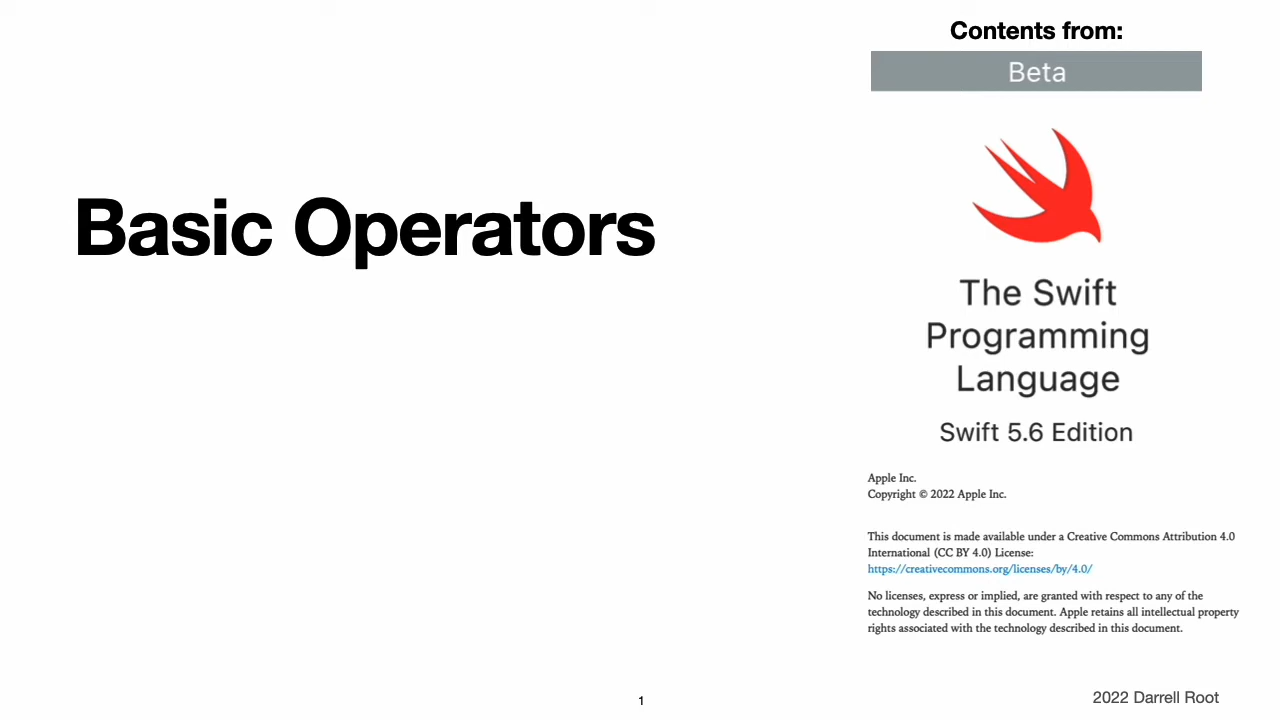 Contents from:
Beta
Basic Operators
The Swift
Programming
Language
Swift 5.6 Edition
Apple Inc.
Copyright © 2022 Apple Inc.
This document is made available under a Creative Commons Attribution 4.0
International (CC BY 4.0) License:
https://creativecommons.org/licenses/by/4.0/
No licenses, express or implied, are granted with respect to any of the
technology described in this document. Apple retains all intellectual property
rights associated with the technology described in this document.
1
2022 Darrell Root